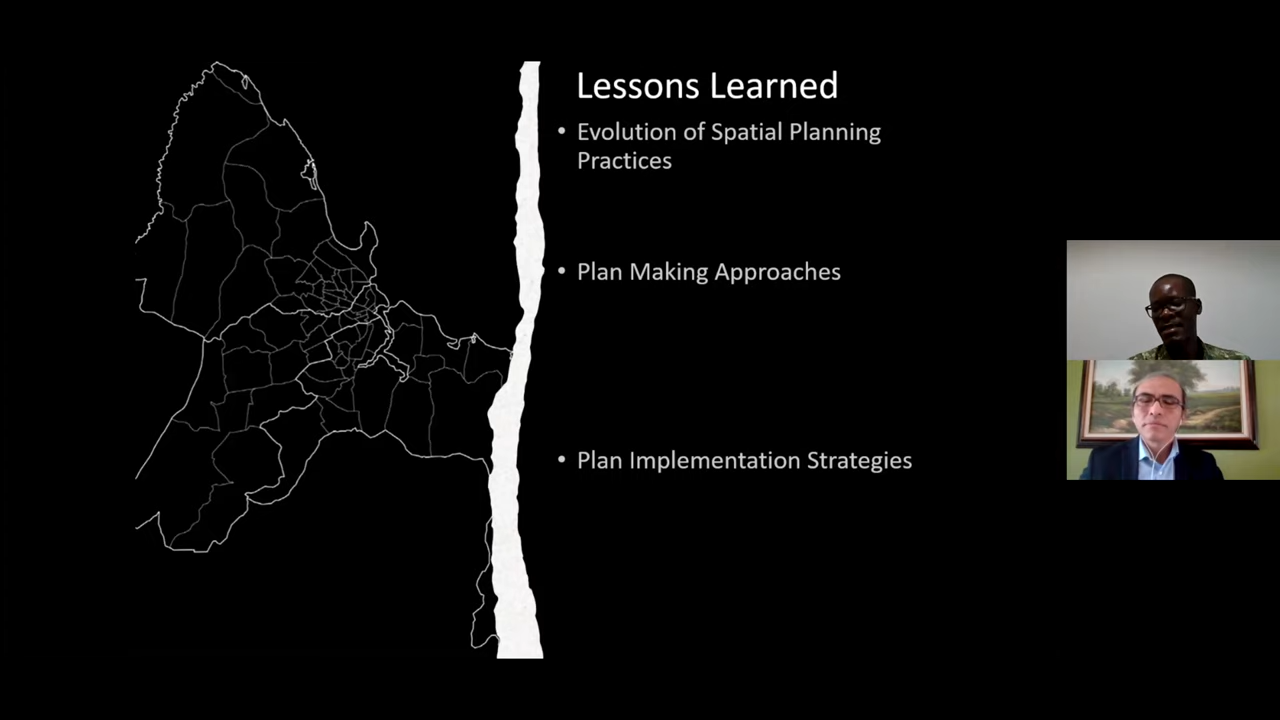 Lessons Learned
• Evolution of Spatial Planning
Practices
• Plan Making Approaches
• Plan Implementation Strategies